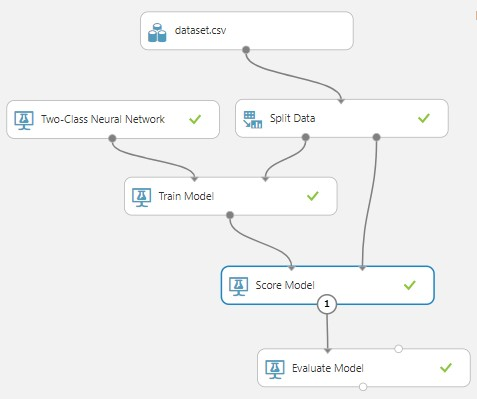 dataset.csv
Two-Class Neural Network
Split Data
Train Model
Score Model
1
Evaluate Model